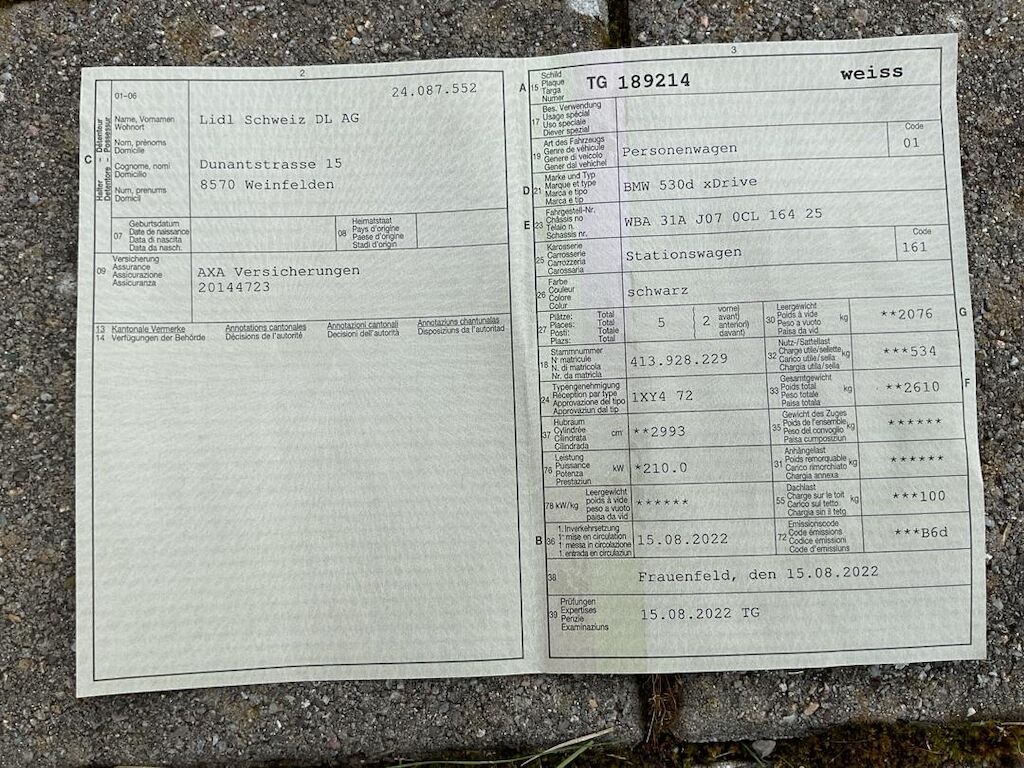 2
01-06
24.087.552
C
Halter – Détenteur
Detentore – Possessur
Name, Vornamen
Wohnort
Nom, prénoms
Domicile
Cognome, nomi
Domicilio
Num, prenums
Domicil
Lidl Schweiz DL AG
Dunantstrasse 15
8570 Weinfelden
07
Geburtsdatum
Date de naissance
Data di nascita
Data da nasch.
08
Heimatstaat
Pays d'origine
Paese d'origine
Stadi d'origin
09
Versicherung
Assurance
Assicurazione
Assicuranza
AXA Versicherungen
20144723
13 Kantonale Vermerke Annotations cantonales Annotazioni cantonali Annotaziuns chantunalas
14 Verfügungen der Behörde Décisions de l'autorité Decisioni dell'autorità Disposiziuns da l'autoritad
3.
A 15
Schild
Plaque
Targa
Numer
TG 189214 weiss
17
Bes. Verwendung
Usage spécial
Uso speciale
Diever spezial
19
Art des Fahrzeugs
Genre de véhicule
Genere di veicolo
Gener dal vehichel
Personenwagen
Code
01
D 21
Marke und Typ
Marque et type
Marca e tipo
Marca e tip
BMW 530d xDrive
E 23
Fahrgestell-Nr.
Châssis no
Telaio n.
Schassis nr.
WBA 31A J07 0CL 164 25
25
Karosserie
Carrosserie
Carrozzeria
Carossaria
Stationswagen
Code
161
26
Farbe
Couleur
Colore
Colur
schwarz
27
Plätze: Total
Places: Total
Posti: Totale
Plazs: Total
5
2
vorne)
avant)
anteriori)
davant)
30
Leergewicht
Poids à vide
Peso a vuoto
Paisa da vid
kg
**2076
G
18
Stammnummer
N° matricule
N. di matricola
Nr. da matricla
413.928.229
32
Nutz-/Sattellast
Charge utile/sellette
Carico utile/sella
Chargia utila/sella
kg
***534
24
Typengenehmigung
Réception par type
Approvazione del tipo
Approvaziun dal tip
1XY4 72
33
Gesamtgewicht
Poids total
Peso totale
Paisa totala
kg
**2610
F
37
Hubraum
Cylindrée
Cilindrata
Cilindrada
cm³
**2993
35
Gewicht des Zuges
Poids de l'ensemble
Peso del convoglio
Paisa cumposiziun
kg
******
76
Leistung
Puissance
Potenza
Prestaziun
kW
*210.0
31
Anhängelast
Poids remorquable
Carico rimorchiato
Chargia annexa
kg
******
78 kW/kg
Leergewicht
poids à vide
peso a vuoto
paisa da vid
******
55
Dachlast
Charge sur le toit
Carico sul tetto
Chargia sin il tetg
kg
***100
B 36
1. Inverkehrsetzung
1re mise en circulation
1a messa in circolazione
1. entrada en circulaziun
15.08.2022
72
Emissionscode
Code émissions
Codice emissioni
Code d'emissiuns
***B6d
38
Frauenfeld, den 15.08.2022
39
Prüfungen
Expertises
Perizie
Examinaziuns
15.08.2022 TG